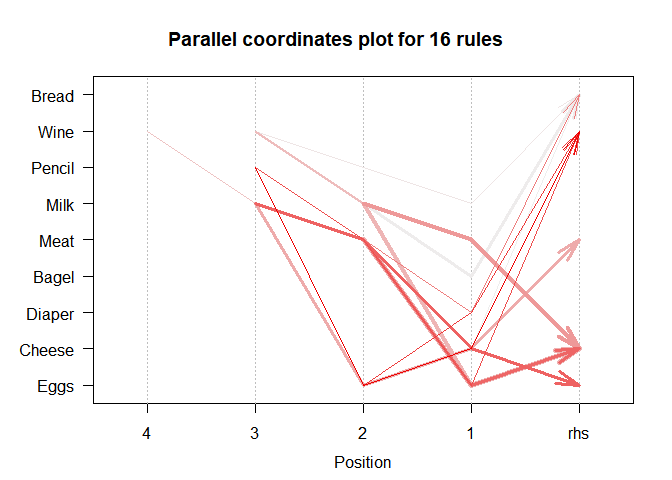 Parallel coordinates plot for 16 rules
Bread
Wine
Pencil
Milk
Meat
Bagel
Diaper
Cheese
Eggs
4 3 2 1 rhs
Position